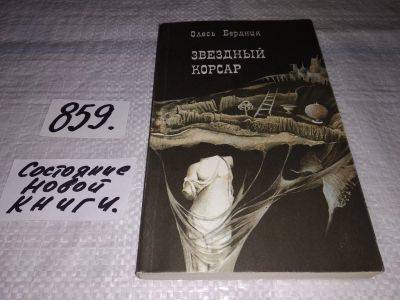 Олесь Бердник
ЗВЕЗДНЫЙ
КОРСАР
859.
Состояние
Новой
КНИГИ.